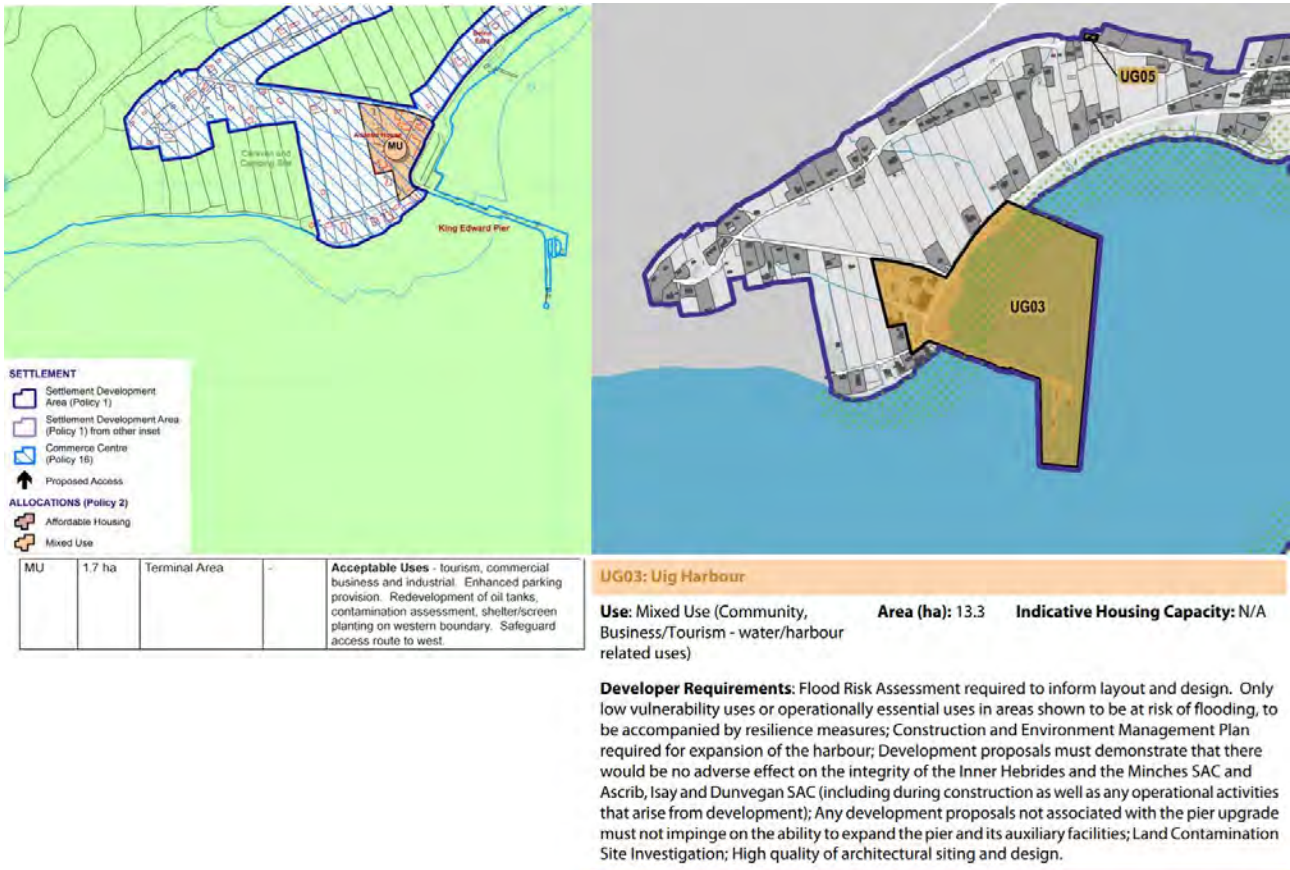 Beinn Edra
Caravan and
Camping Site
MU
King Edward Pier
SETTLEMENT
Settlement Development
Area (Policy 1)
Settlement Development Area
(Policy 1) from other inset
Commerce Centre
(Policy 16)
Proposed Access
ALLOCATIONS (Policy 2)
Affordable Housing
Mixed Use
MU 1.7 ha Terminal Area - Acceptable Uses - tourism, commercial
business and industrial. Enhanced parking
provision. Redevelopment of oil tanks,
contamination assessment, shelter/screen
planting on western boundary. Safeguard
access route to west.
UG05
UG03
UG03: Uig Harbour
Use: Mixed Use (Community, Area (ha): 13.3 Indicative Housing Capacity: N/A
Business/Tourism - water/harbour
related uses)
Developer Requirements: Flood Risk Assessment required to inform layout and design. Only
low vulnerability uses or operationally essential uses in areas shown to be at risk of flooding, to
be accompanied by resilience measures; Construction and Environment Management Plan
required for expansion of the harbour; Development proposals must demonstrate that there
would be no adverse effect on the integrity of the Inner Hebrides and the Minches SAC and
Ascrib, Isay and Dunvegan SAC (including during construction as well as any operational activities
that arise from development); Any development proposals not associated with the pier upgrade
must not impinge on the ability to expand the pier and its auxiliary facilities; Land Contamination
Site Investigation; High quality of architectural siting and design.